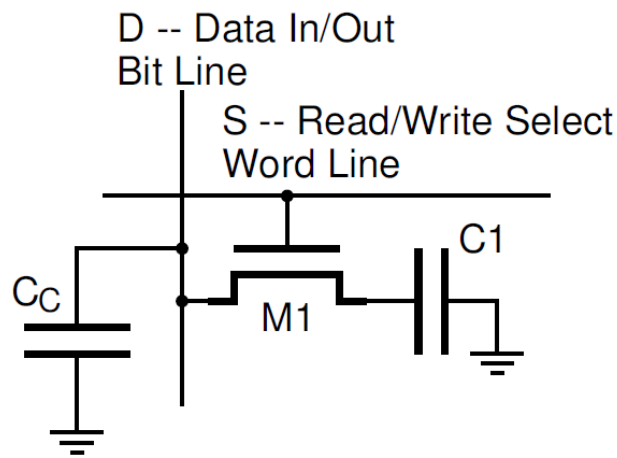 D -- Data In/Out
Bit Line
S -- Read/Write Select
Word Line
C1
CC
M1